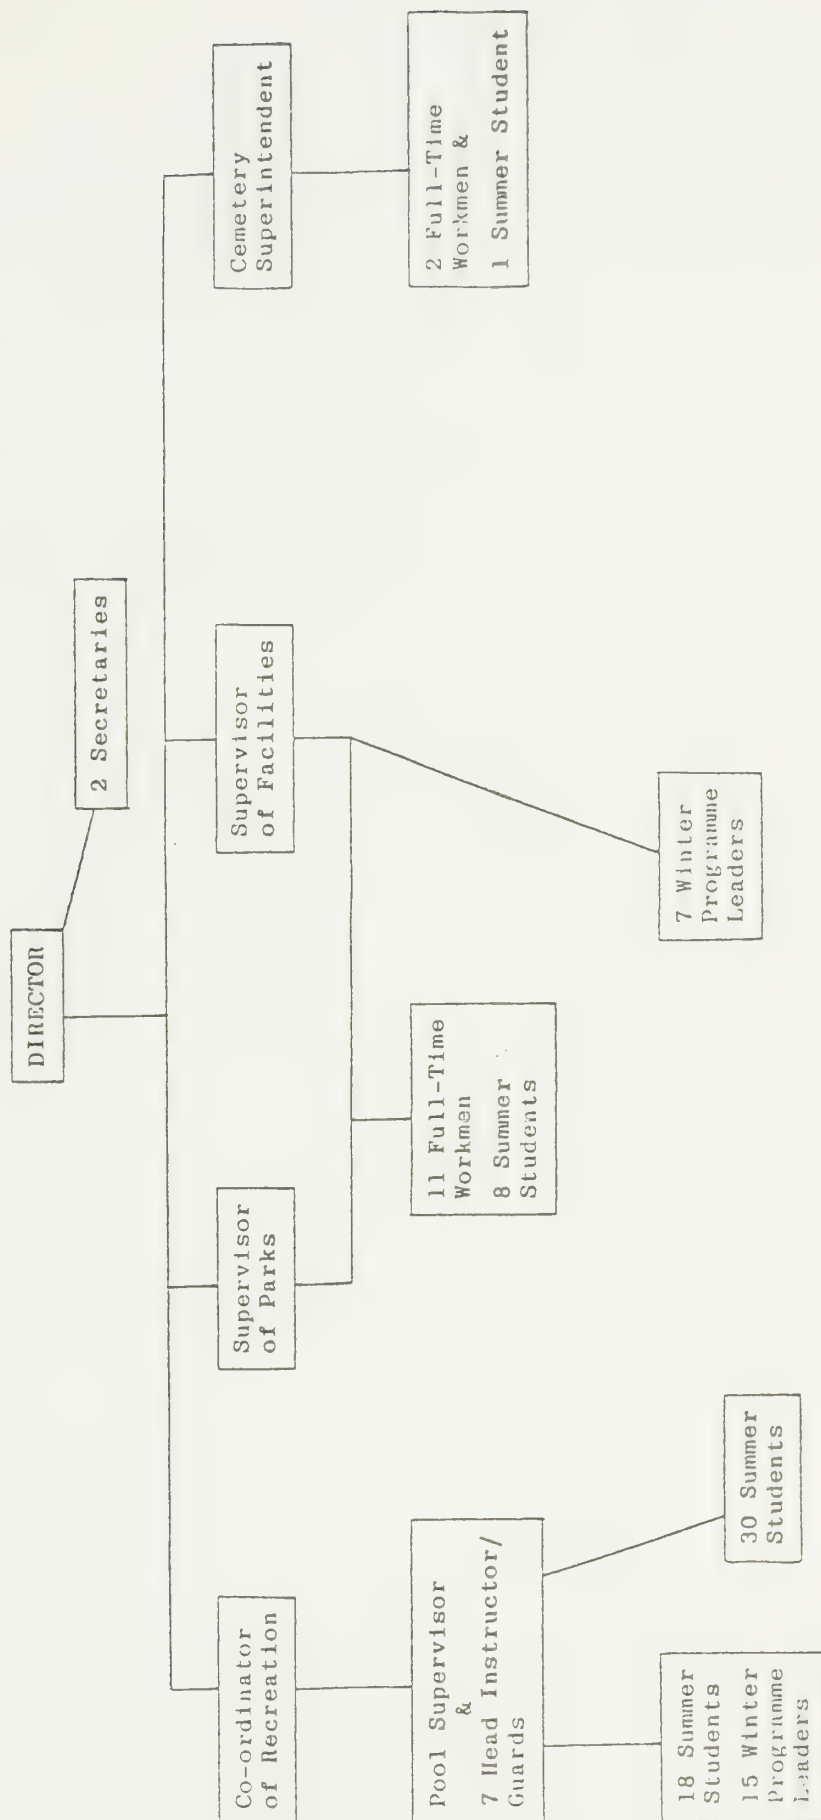 DIRECTOR
2 Secretaries
Co-ordinator
of Recreation
Supervisor
of Parks
Supervisor
of Facilities
Cemetery
Superintendent
Pool Supervisor
&
7 Head Instructor/
Guards
11 Full-Time
Workmen
8 Summer
Students
2 Full-Time
Workmen &
1 Summer Student
18 Summer
Students
15 Winter
Programme
Leaders
30 Summer
Students
7 Winter
Programme
Leaders